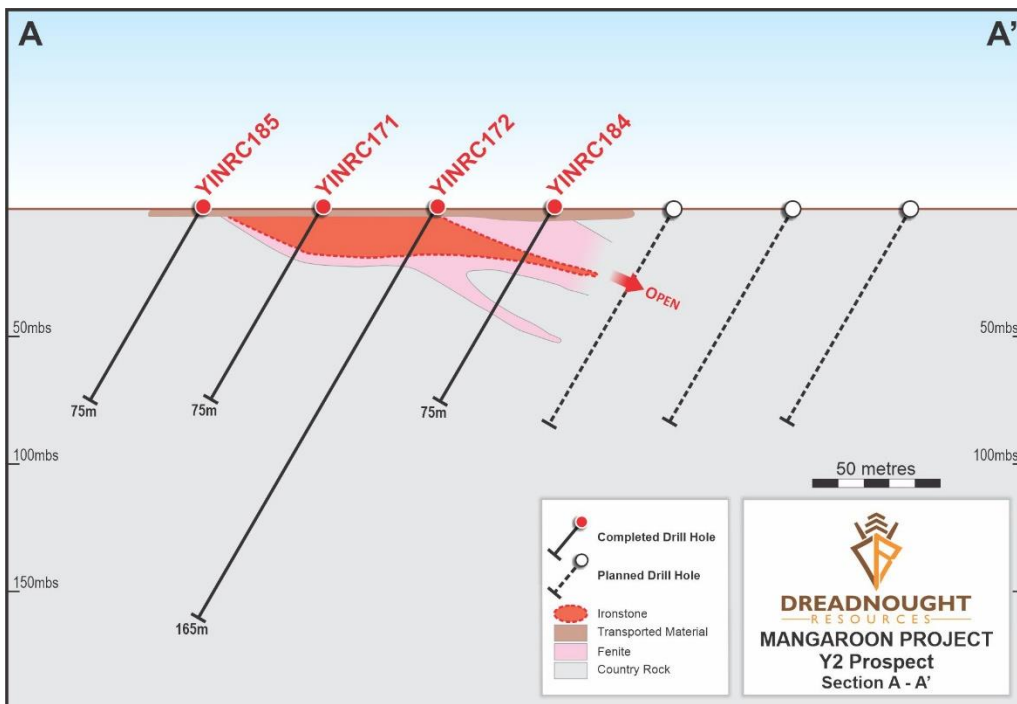 A
A'
YINRC185
YINRC171
YINRC172
YINRC184
OPEN
50mbs
50mbs
75m
75m
75m
100mbs
100mbs
50 metres
150mbs
165m
Completed Drill Hole
Planned Drill Hole
Ironstone
Transported Material
Fenite
Country Rock
DREADNOUGHT
RESOURCES
MANGAROON PROJECT
Y2 Prospect
Section A - A'